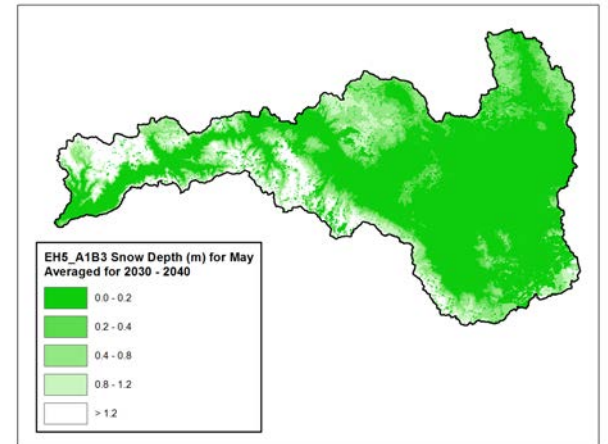 EH5_A1B3 Snow Depth (m) for May
Averaged for 2030 - 2040
0.0 - 0.2
0.2 - 0.4
0.4 - 0.8
0.8 - 1.2
> 1.2